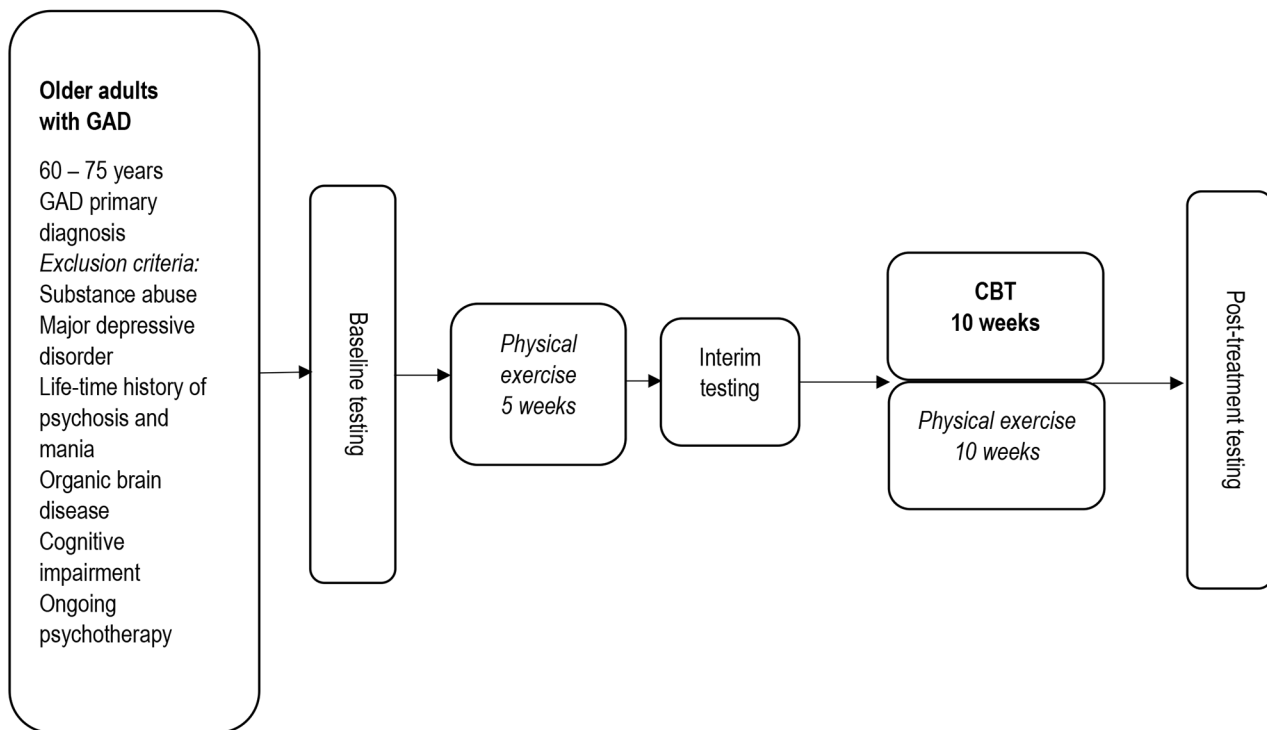 Older adults
with GAD
60 – 75 years
GAD primary
diagnosis
Exclusion criteria:
Substance abuse
Major depressive
disorder
Life-time history of
psychosis and
mania
Organic brain
disease
Cognitive
impairment
Ongoing
psychotherapy
Baseline testing
Physical
exercise
5 weeks
Interim
testing
CBT
10 weeks
Physical exercise
10 weeks
Post-treatment testing